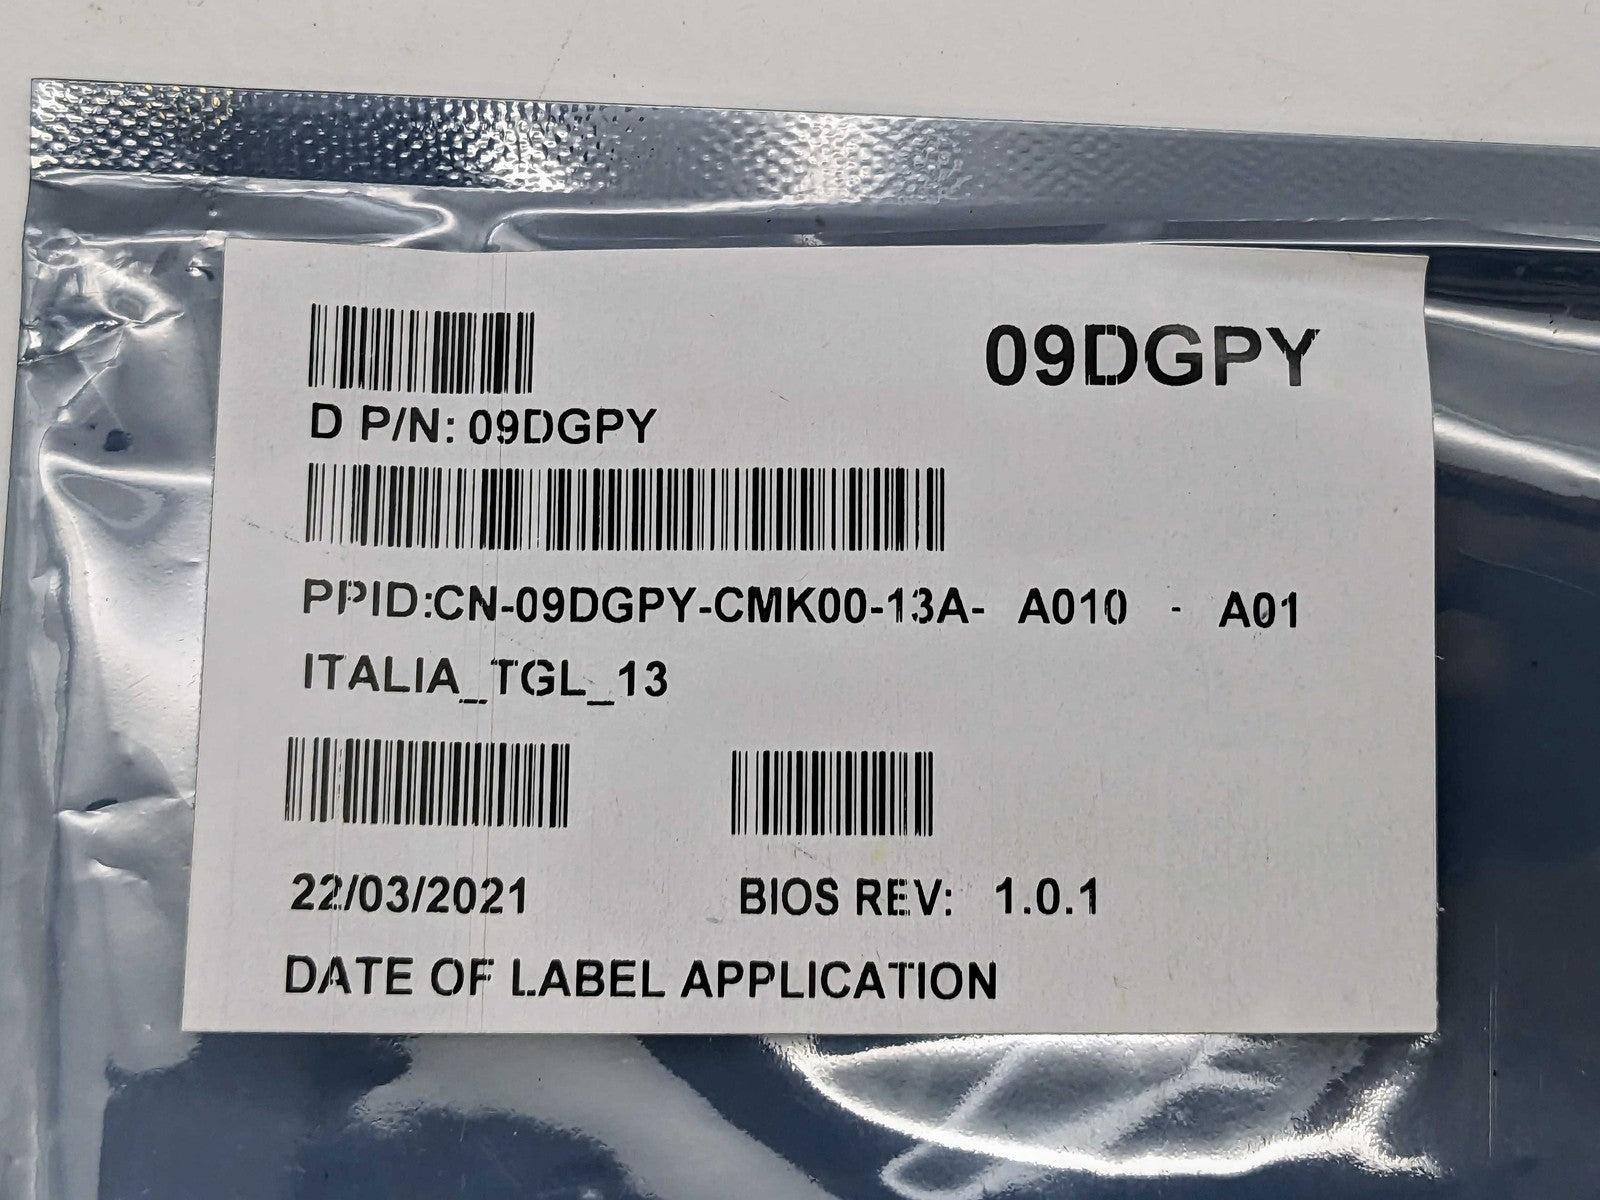 09DGPY
D P/N: 09DGPY
PPID:CN-09DGPY-CMK00-13A- A010 - A01
ITALIA_TGL_13
22/03/2021 BIOS REV: 1.0.1
DATE OF LABEL APPLICATION